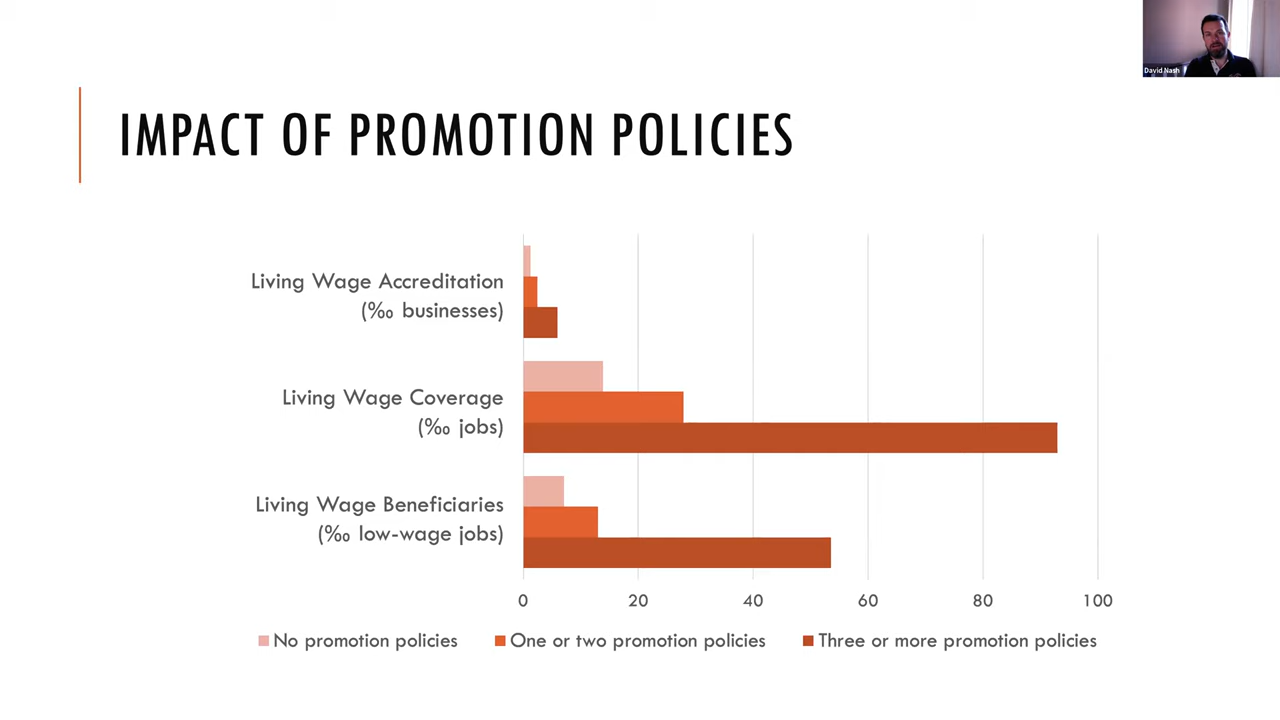 David Nash
IMPACT OF PROMOTION POLICIES
Living Wage Accreditation
(‰ businesses)
Living Wage Coverage
(‰ jobs)
Living Wage Beneficiaries
(‰ low-wage jobs)
0 20 40 60 80 100
No promotion policies One or two promotion policies Three or more promotion policies